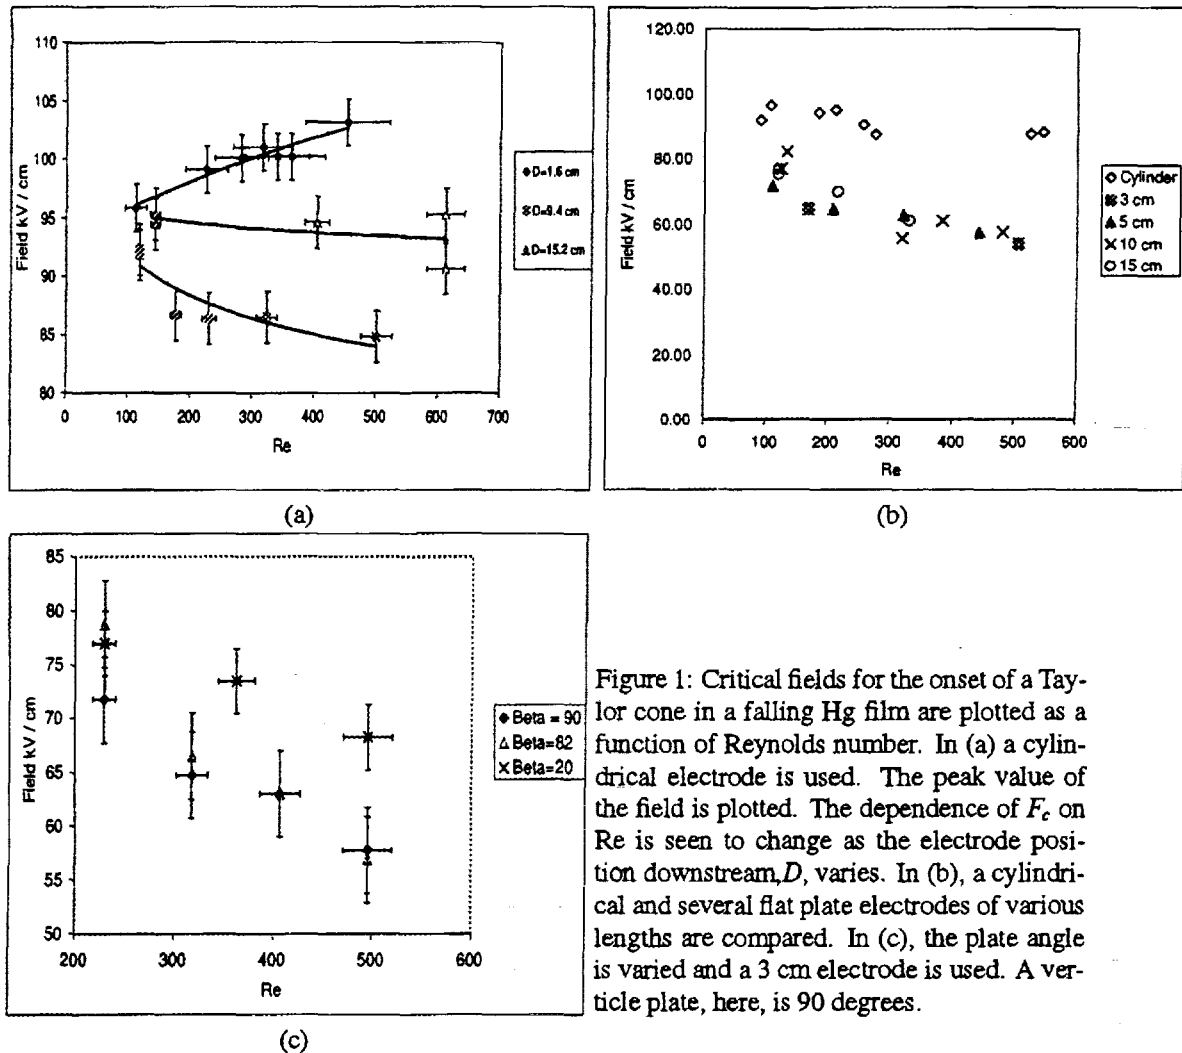 110
105
100
95
90
85
80
Field kV / cm
0 100 200 300 400 500 600 700
Re
D=1.6 cm
D=9.4 cm
D=15.2 cm
(a)
120.00
100.00
80.00
60.00
40.00
20.00
0.00
Field kV / cm
0 100 200 300 400 500 600
Re
Cylinder
3 cm
5 cm
10 cm
15 cm
(b)
85
80
75
70
65
60
55
50
Field kV / cm
200 300 400 500 600
Re
Beta = 90
Beta=82
Beta=20
(c)
Figure 1: Critical fields for the onset of a Tay-
lor cone in a falling Hg film are plotted as a
function of Reynolds number. In (a) a cylin-
drical electrode is used. The peak value of
the field is plotted. The dependence of Fc on
Re is seen to change as the electrode posi-
tion downstream,D, varies. In (b), a cylindri-
cal and several flat plate electrodes of various
lengths are compared. In (c), the plate angle
is varied and a 3 cm electrode is used. A ver-
ticle plate, here, is 90 degrees.